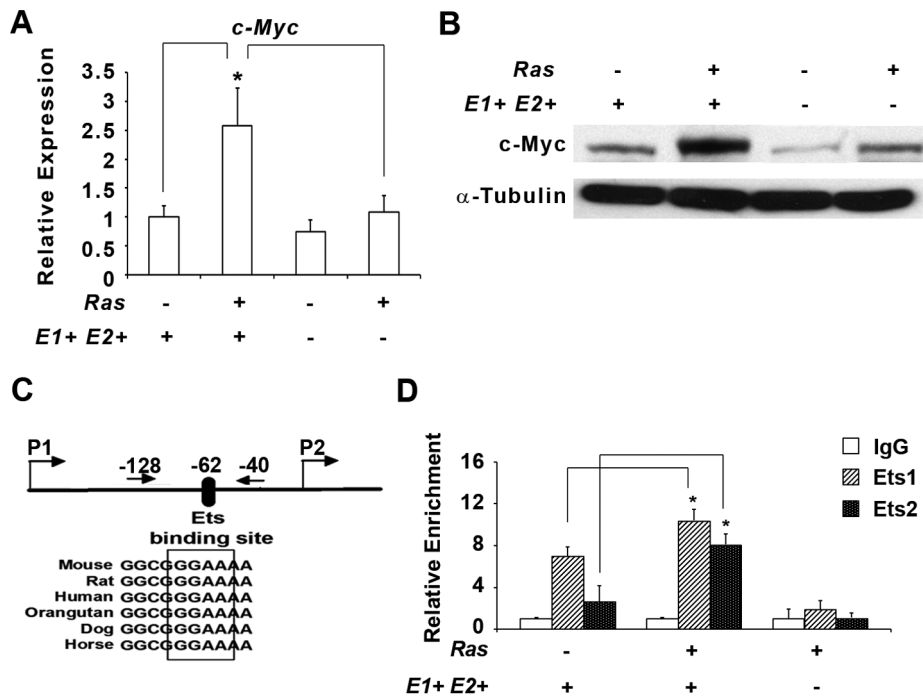 A
c-Myc
Relative Expression
3.5
3
2.5
2
1.5
1
0.5
0
*
Ras - + - +
E1+ E2+ + + - -
B
Ras - + - +
E1+ E2+ + + - -
c-Myc
α-Tubulin
C
P1 P2
-128 -62 -40
Ets
binding site
Mouse GGCGGGAAAA
Rat GGCGGGAAAA
Human GGCGGGAAAA
Orangutan GGCGGGAAAA
Dog GGCGGGAAAA
Horse GGCGGGAAAA
D
IgG
Ets1
Ets2
Relative Enrichment
16
12
8
4
0
* *
Ras - + +
E1+ E2+ + + -